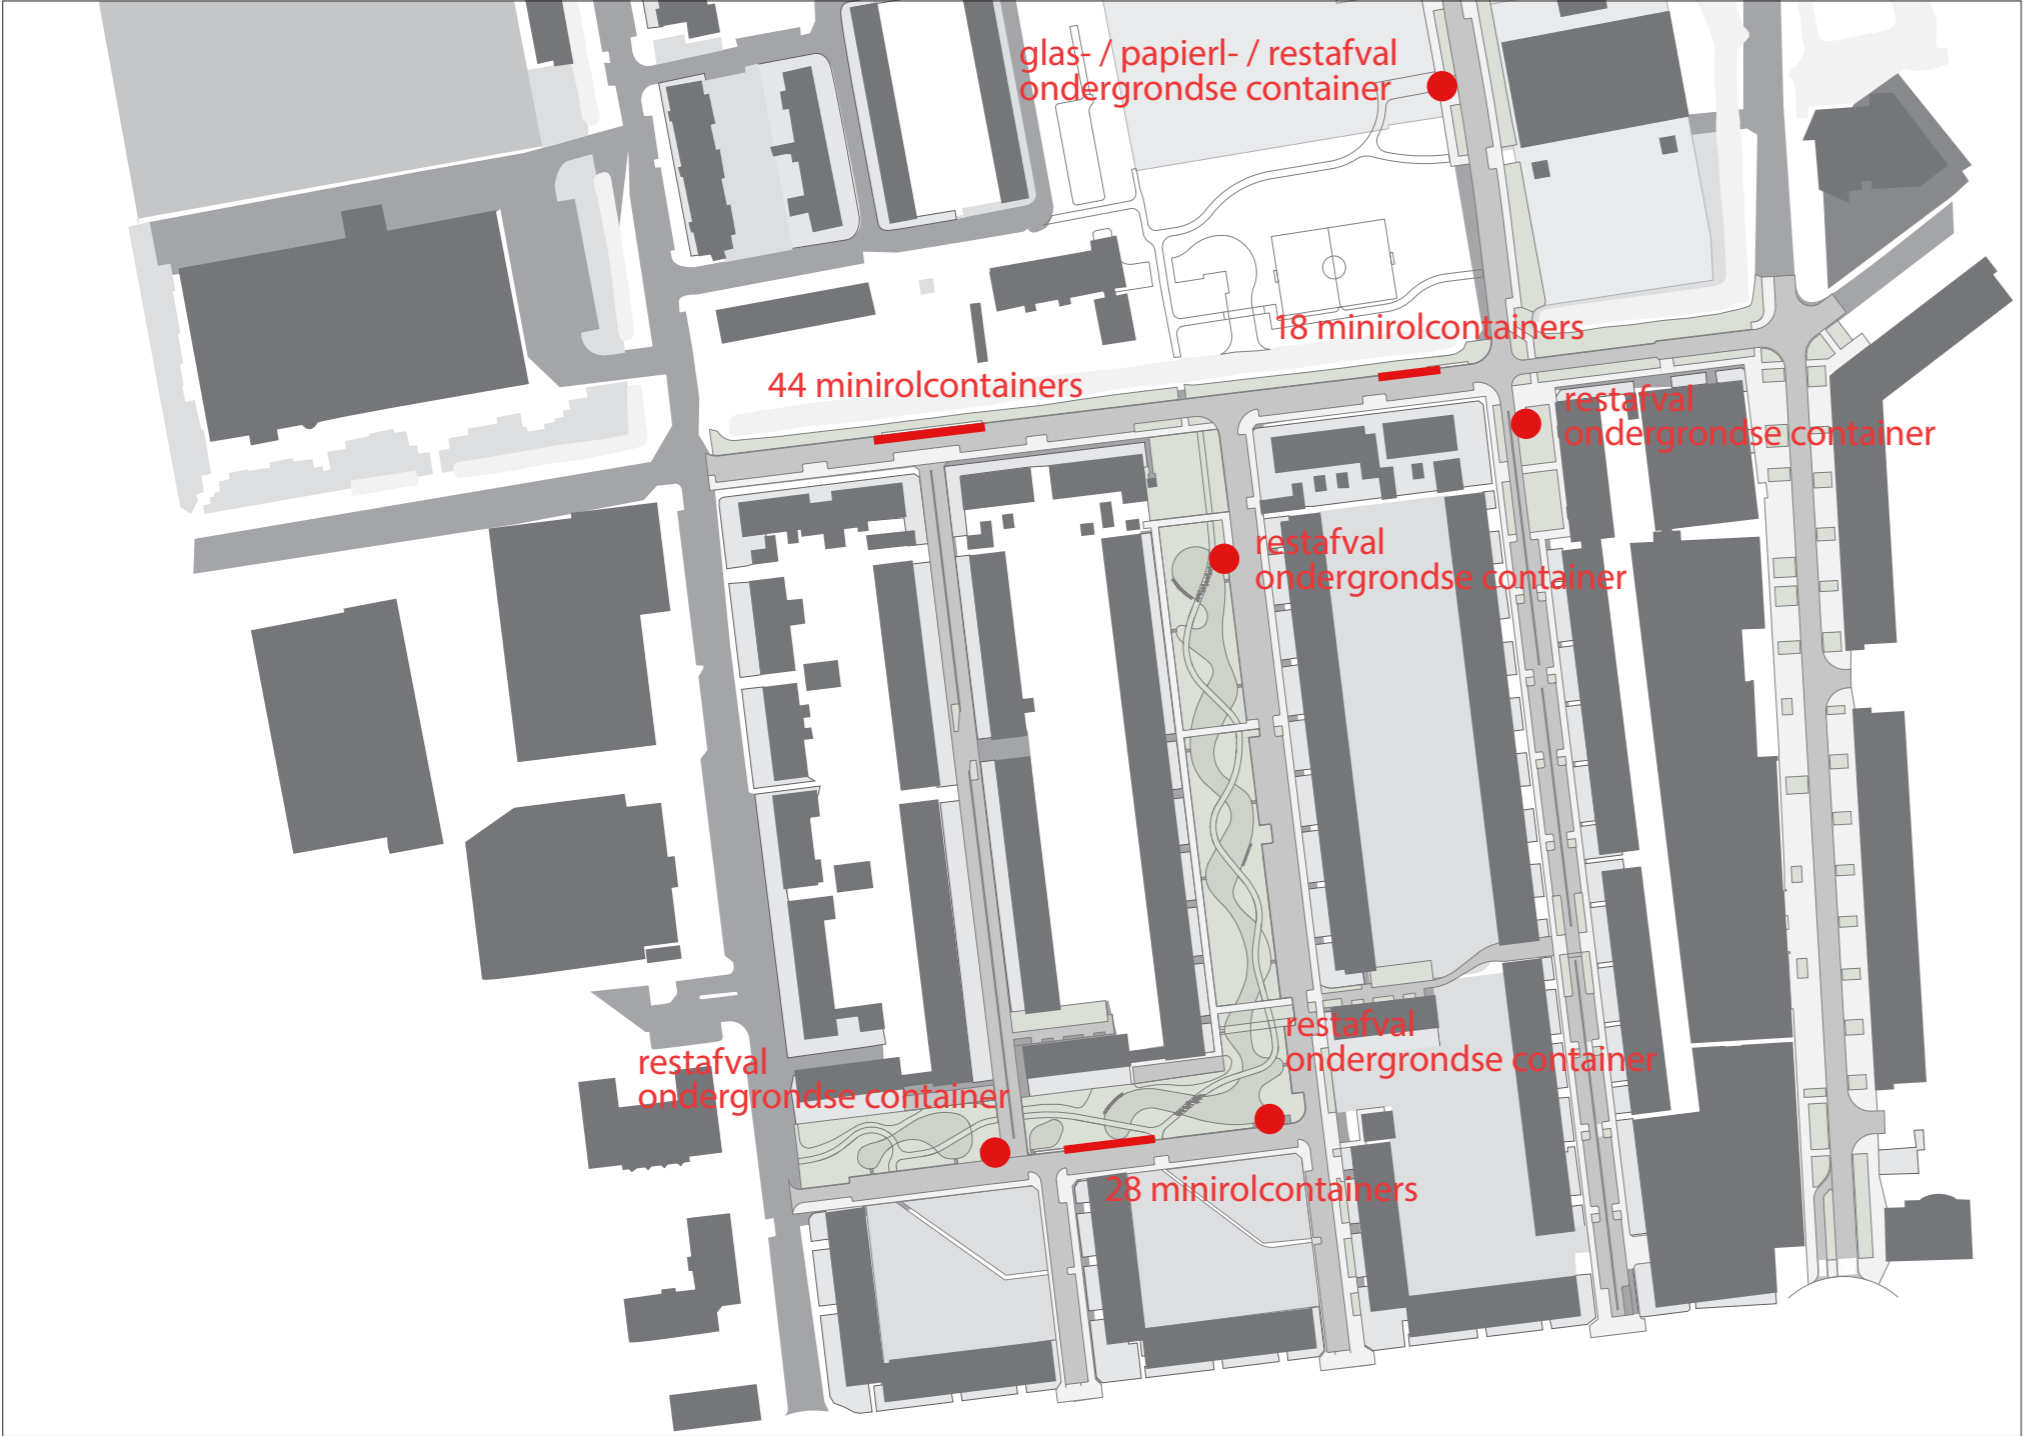 glas- / papierl- / restafval
ondergrondse container
18 minirolcontainers
44 minirolcontainers
restafval
ondergrondse container
restafval
ondergrondse container
restafval
ondergrondse container
restafval
ondergrondse container
28 minirolcontainers